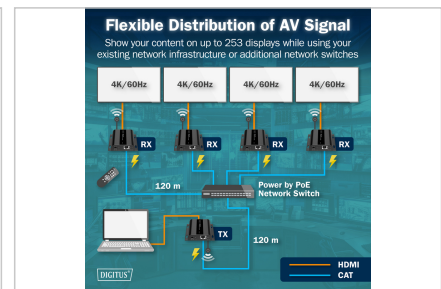 Flexible Distribution of AV Signal
Show your content on up to 253 displays while using your
existing network infrastructure or additional network switches
4K/60Hz 4K/60Hz 4K/60Hz 4K/60Hz
RX RX RX RX
120 m
Power by PoE
Network Switch
TX
120 m
HDMI
CAT
DIGITUS®